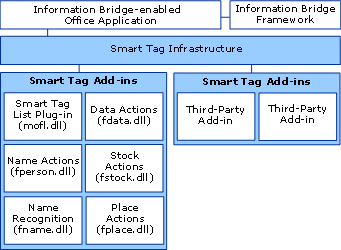 Information Bridge-enabled
Office Application
Information Bridge
Framework
Smart Tag Infrastructure
Smart Tag Add-ins
Smart Tag
List Plug-in
(mofl.dll)
Data Actions
(fdata.dll)
Name Actions
(fperson.dll)
Stock
Actions
(fstock.dll)
Name
Recognition
(fname.dll)
Place
Actions
(fplace.dll)
Smart Tag Add-ins
Third-Party
Add-in
Third-Party
Add-in